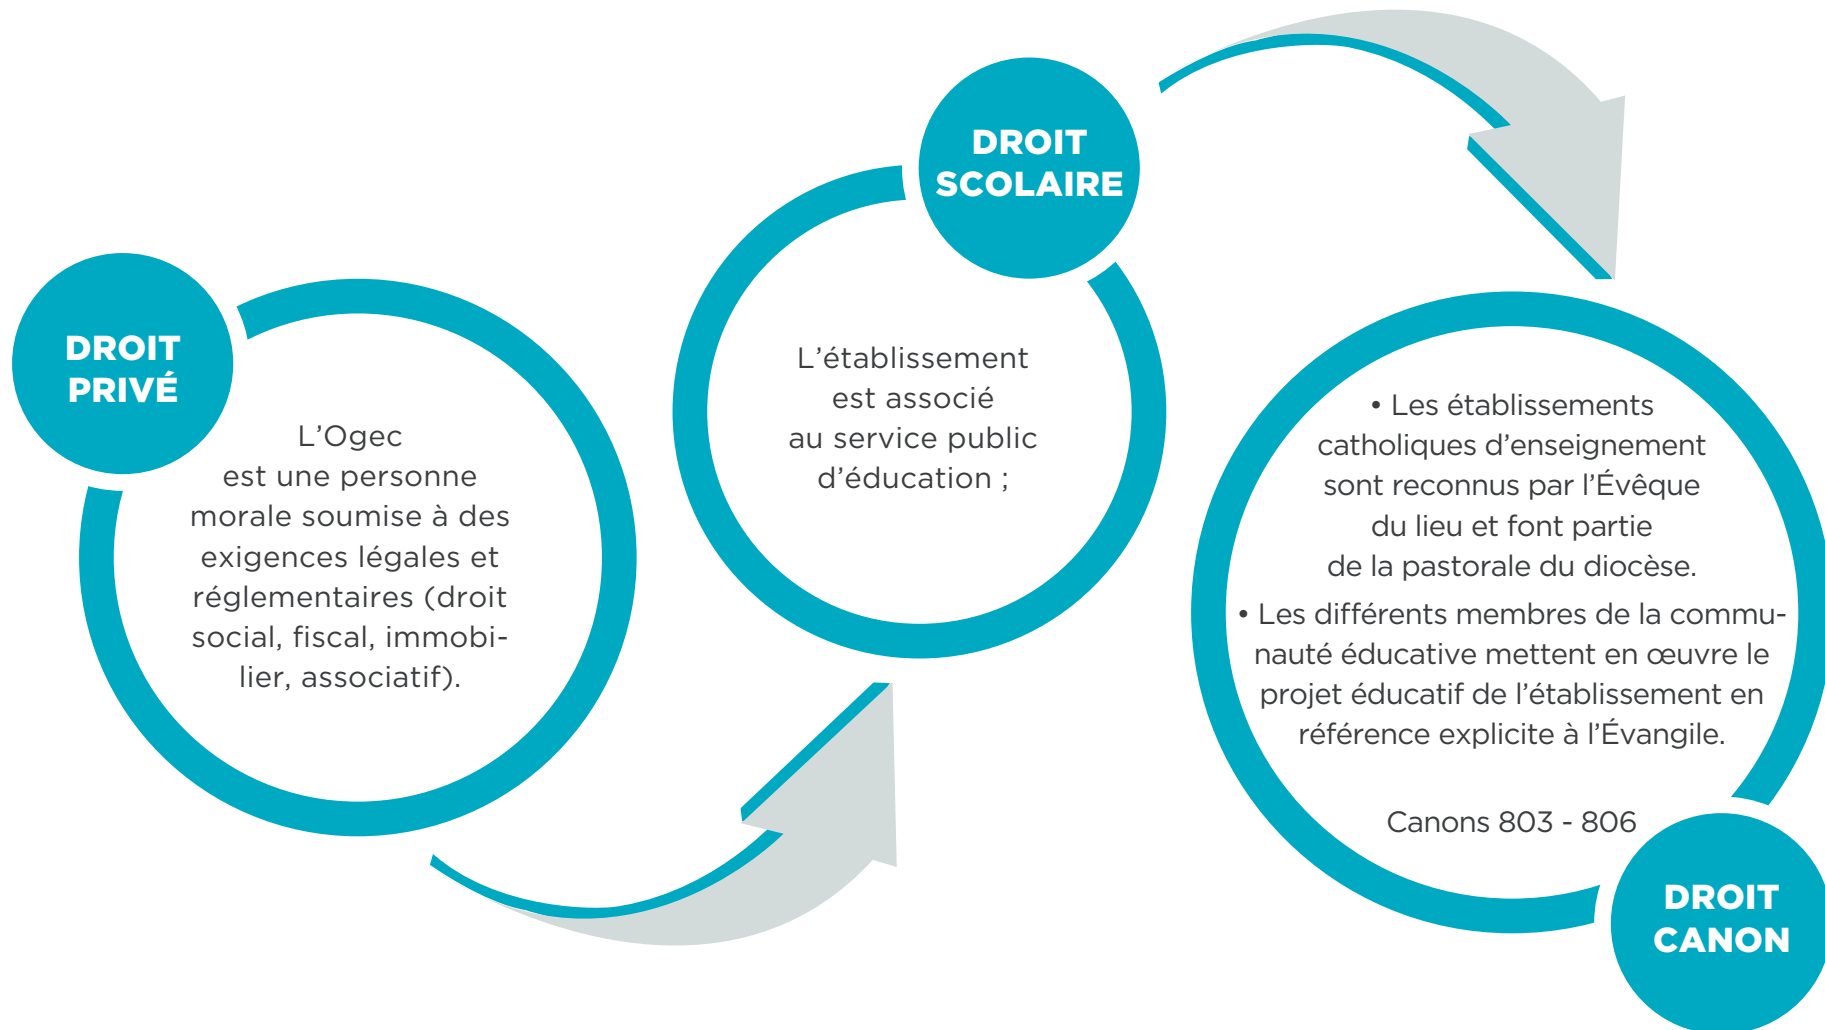 DROIT
PRIVÉ
L’Ogec
est une personne
morale soumise à des
exigences légales et
réglementaires (droit
social, fiscal, immobi-
lier, associatif).
DROIT
SCOLAIRE
L’établissement
est associé
au service public
d’éducation ;
• Les établissements
catholiques d’enseignement
sont reconnus par l’Évêque
du lieu et font partie
de la pastorale du diocèse.
• Les différents membres de la commu-
nauté éducative mettent en œuvre le
projet éducatif de l’établissement en
référence explicite à l’Évangile.
Canons 803 - 806
DROIT
CANON